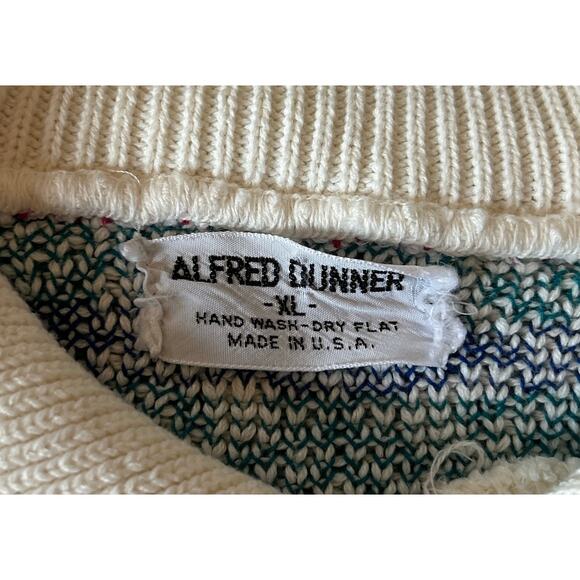 ALFRED DUNNER
-XL-
HAND WASH-DRY FLAT
MADE IN U.S.A.